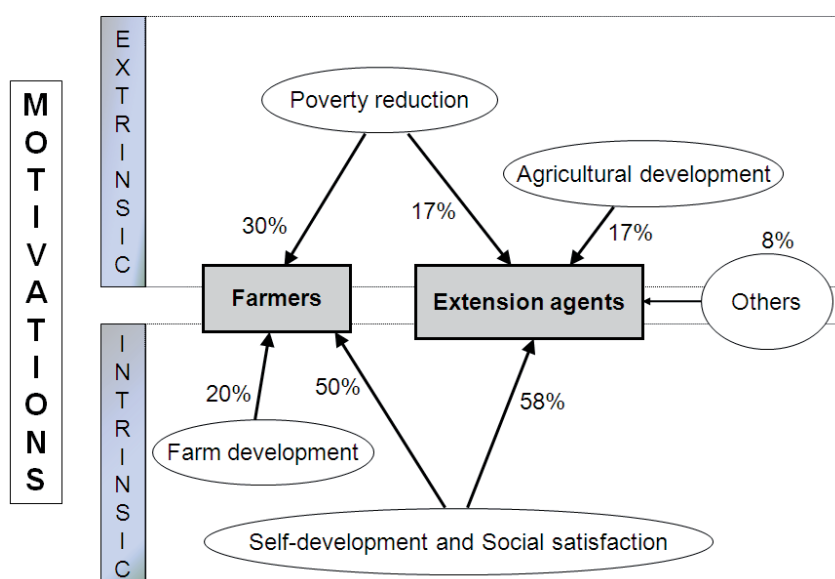 MOTIVATIONS
EXTRINSIC
Poverty reduction
Agricultural development
30%
17%
17%
8%
Farmers
Extension agents
Others
INTRINSIC
20%
50%
58%
Farm development
Self-development and Social satisfaction